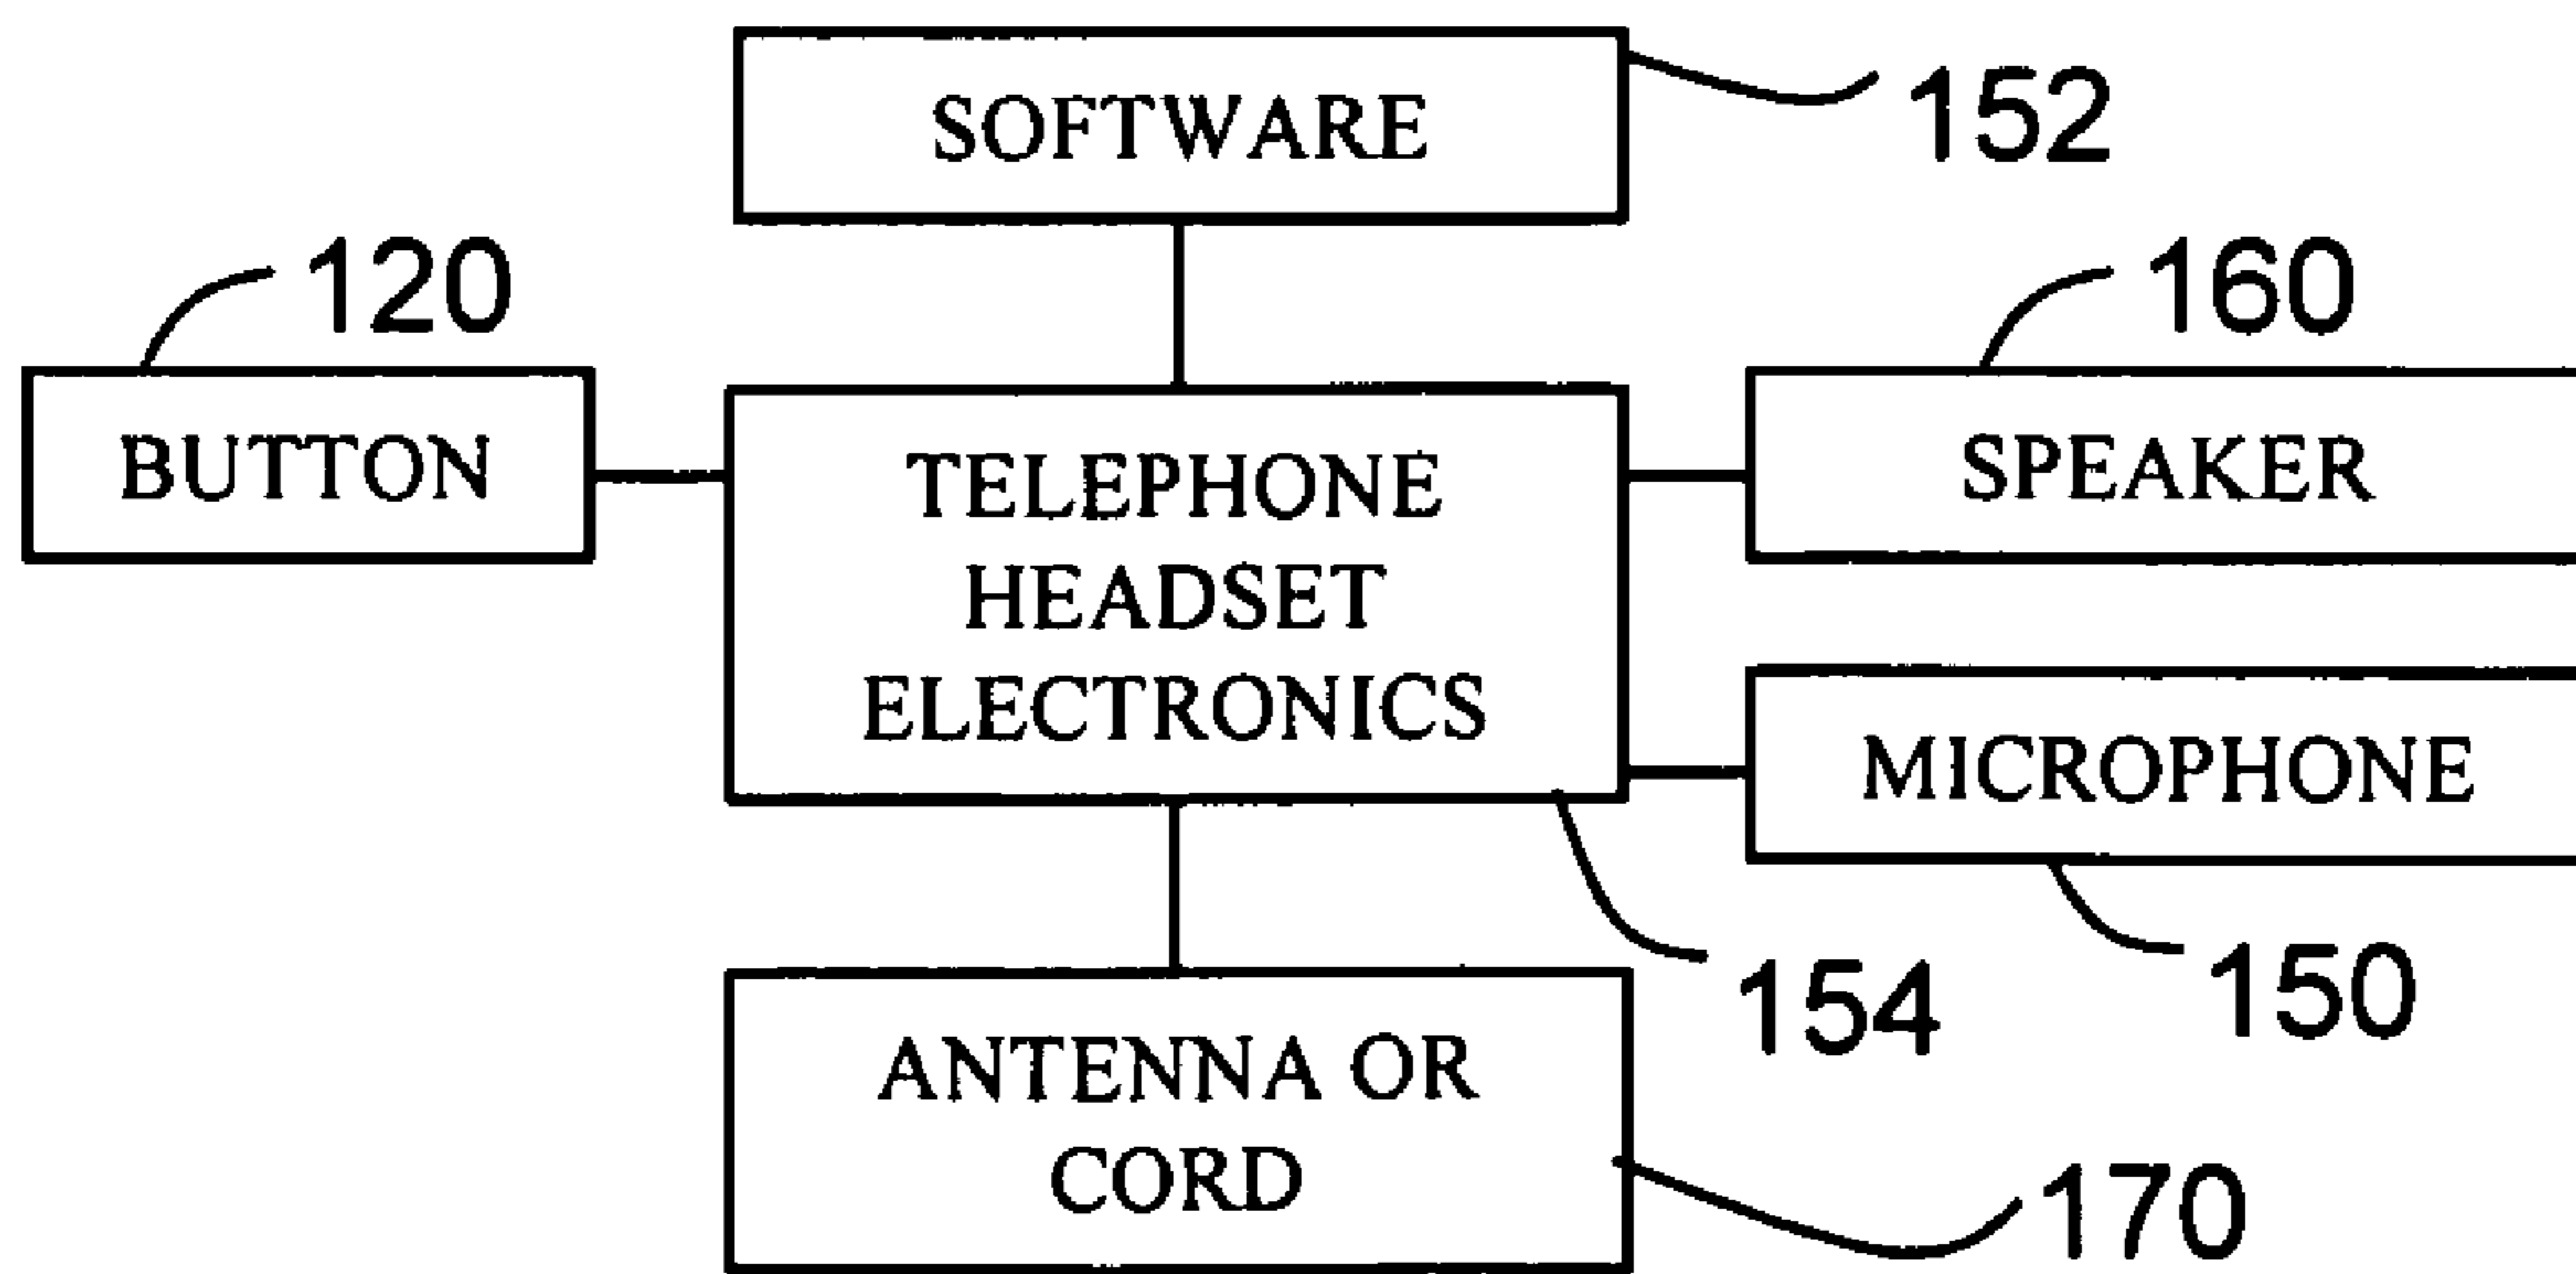 SOFTWARE
152
120
160
BUTTON
TELEPHONE
HEADSET
ELECTRONICS
SPEAKER
MICROPHONE
154
150
ANTENNA OR
CORD
170